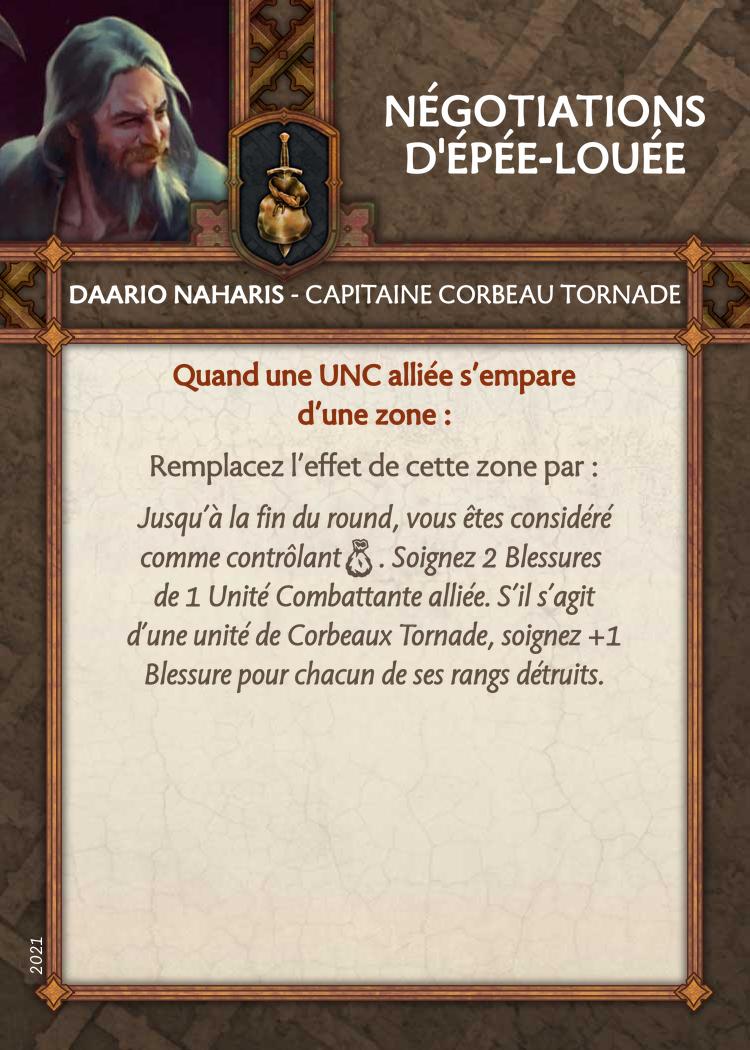 NÉGOTIATIONS
D'ÉPÉE-LOUÉE
DAARIO NAHARIS - CAPITAINE CORBEAU TORNADE
Quand une UNC alliée s’empare
d’une zone :
Remplacez l’effet de cette zone par :
Jusqu’à la fin du round, vous êtes considéré
comme contrôlant . Soignez 2 Blessures
de 1 Unité Combattante alliée. S’il s’agit
d’une unité de Corbeaux Tornade, soignez +1
Blessure pour chacun de ses rangs détruits.
2021